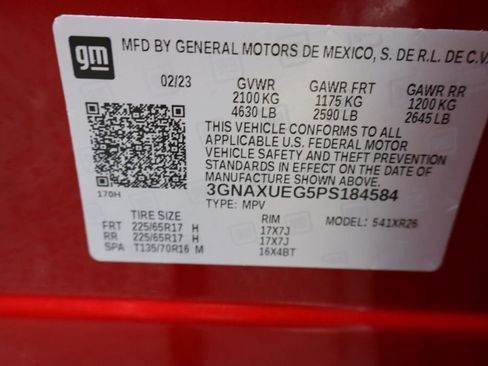 gm
MFD BY GENERAL MOTORS DE MEXICO, S. DE R.L. DE C.V.
02/23 GVWR GAWR FRT GAWR RR
2100 KG 1175 KG 1200 KG
4630 LB 2590 LB 2645 LB
THIS VEHICLE CONFORMS TO ALL
APPLICABLE U.S. FEDERAL MOTOR
VEHICLE SAFETY AND THEFT PREVENTION
STANDARDS IN EFFECT ON THE DATE OF
MANUFACTURE SHOWN ABOVE.
170H 3GNAXUEG5PS184584
TYPE: MPV
TIRE SIZE RIM MODEL: 541XR26
FRT 225/65R17 H 17X7J
RR 225/65R17 H 17X7J
SPA T135/70R16 M 16X4BT